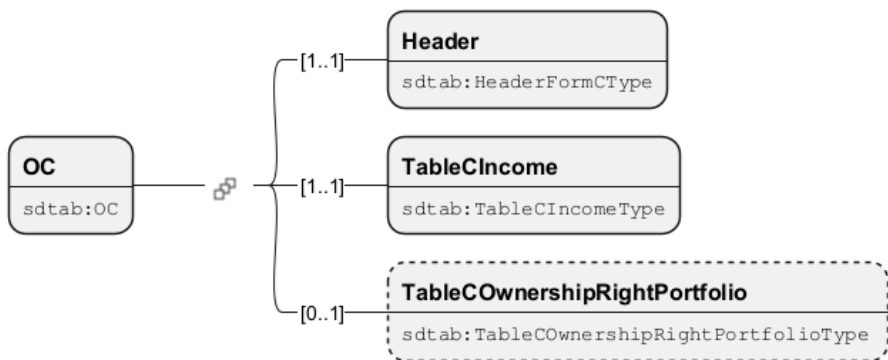 Header
[1..1]
sdtab:HeaderFormCType
OC
sdtab:OC
TableCIncome
[1..1]
sdtab:TableCIncomeType
TableCOwnershipRightPortfolio
[0..1]
sdtab:TableCOwnershipRightPortfolioType